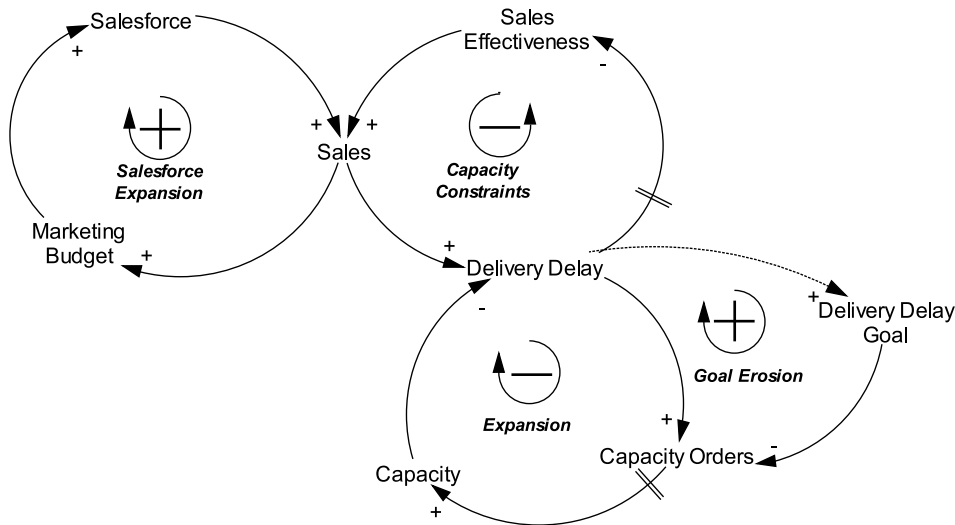 Salesforce
+
Sales
Effectiveness
-
+
Salesforce
Expansion
+
+
Sales
Capacity
Constraints
Marketing
Budget
+
+
Delivery Delay
-
+
Delivery Delay
Goal
+
Goal Erosion
-
Expansion
+
Capacity Orders
-
Capacity
+